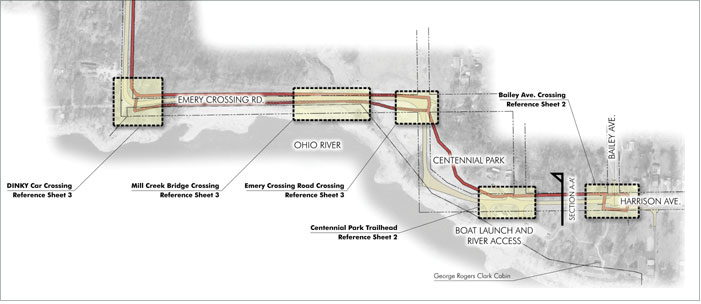 EMERY CROSSING RD.
OHIO RIVER
Bailey Ave. Crossing
Reference Sheet 2
BAILEY AVE.
CENTENNIAL PARK
DINKY Car Crossing
Reference Sheet 3
Mill Creek Bridge Crossing
Reference Sheet 3
Emery Crossing Road Crossing
Reference Sheet 3
SECTION A-A'
HARRISON AVE.
Centennial Park Trailhead
Reference Sheet 2
BOAT LAUNCH AND
RIVER ACCESS
George Rogers Clark Cabin